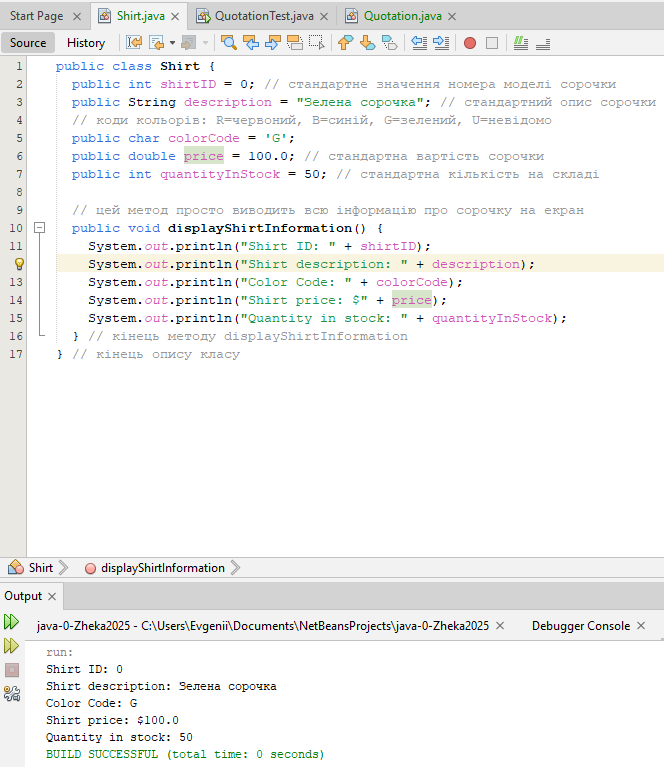 Start Page Shirt.java QuotationTest.java Quotation.java
Source History
1 public class Shirt {
2 public int shirtID = 0; // стандартне значення номера моделі сорочки
3 public String description = "Зелена сорочка"; // стандартний опис сорочки
4 // коди кольорів: R=червоний, B=синій, G=зелений, U=невідомо
5 public char colorCode = 'G';
6 public double price = 100.0; // стандартна вартість сорочки
7 public int quantityInStock = 50; // стандартна кількість на складі
8
9 // цей метод просто виводить всю інформацію про сорочку на екран
10 public void displayShirtInformation() {
11 System.out.println("Shirt ID: " + shirtID);
System.out.println("Shirt description: " + description);
13 System.out.println("Color Code: " + colorCode);
14 System.out.println("Shirt price: $" + price);
15 System.out.println("Quantity in stock: " + quantityInStock);
16 } // кінець методу displayShirtInformation
17 } // кінець опису класу
Shirt displayShirtInformation
Output
java-0-Zheka2025 - C:\Users\Evgenii\Documents\NetBeansProjects\java-0-Zheka2025 Debugger Console
run:
Shirt ID: 0
Shirt description: Зелена сорочка
Color Code: G
Shirt price: $100.0
Quantity in stock: 50
BUILD SUCCESSFUL (total time: 0 seconds)